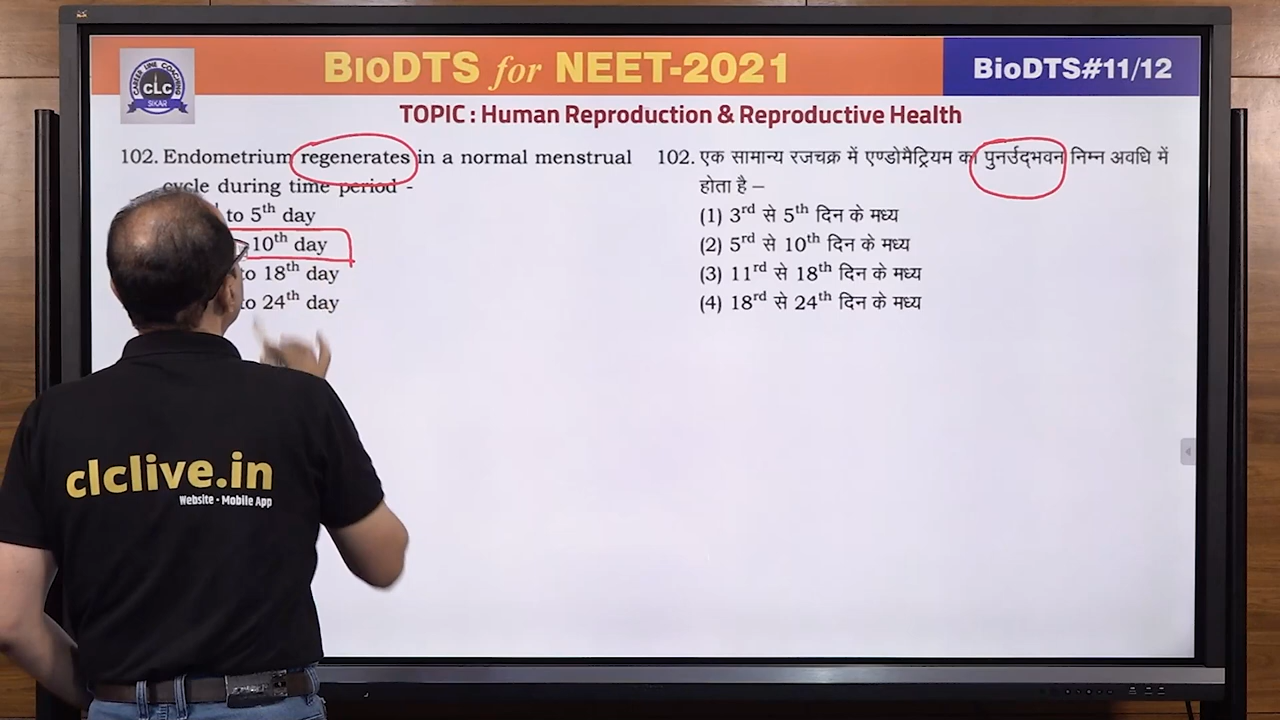 CAREER LINE COACHING
CLC
SIKAR
BIODTS for NEET-2021
BioDTS#11/12
TOPIC : Human Reproduction & Reproductive Health
102. Endometrium regenerates in a normal menstrual
cycle during time period -
to 5th day
10th day
to 18th day
to 24th day
102. एक सामान्य रजचक्र में एण्डोमैट्रियम का पुनर्उद्भवन निम्न अवधि में
होता है –
(1) 3rd से 5th दिन के मध्य
(2) 5rd से 10th दिन के मध्य
(3) 11rd से 18th दिन के मध्य
(4) 18rd से 24th दिन के मध्य
clclive.in
Website - Mobile App